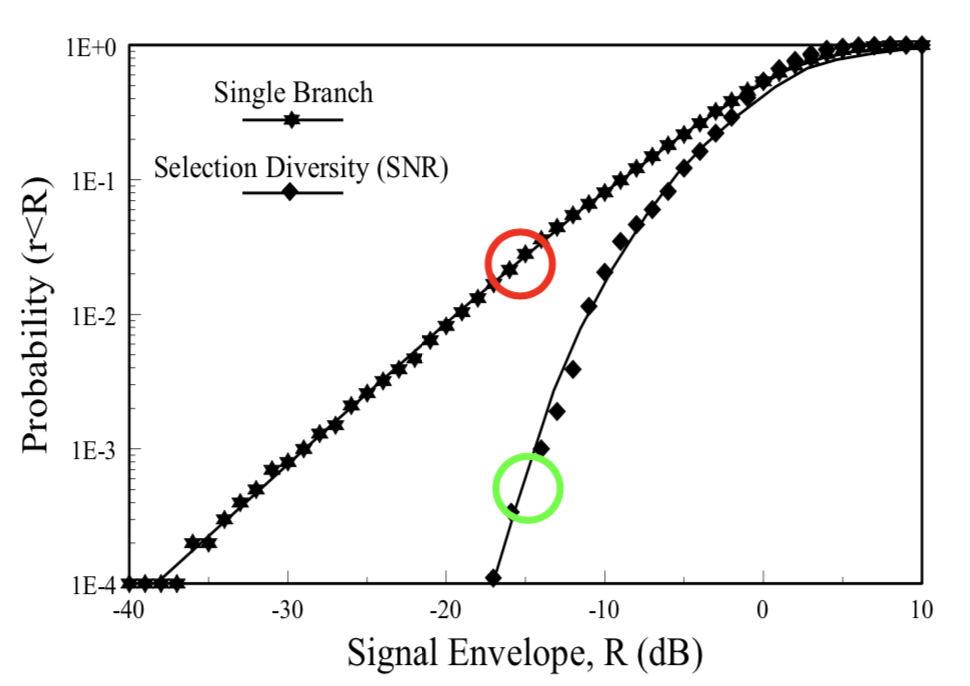 1E+0
Single Branch
Selection Diversity (SNR)
1E-1
Probability (r<R)
1E-2
1E-3
1E-4
-40 -30 -20 -10 0 10
Signal Envelope, R (dB)